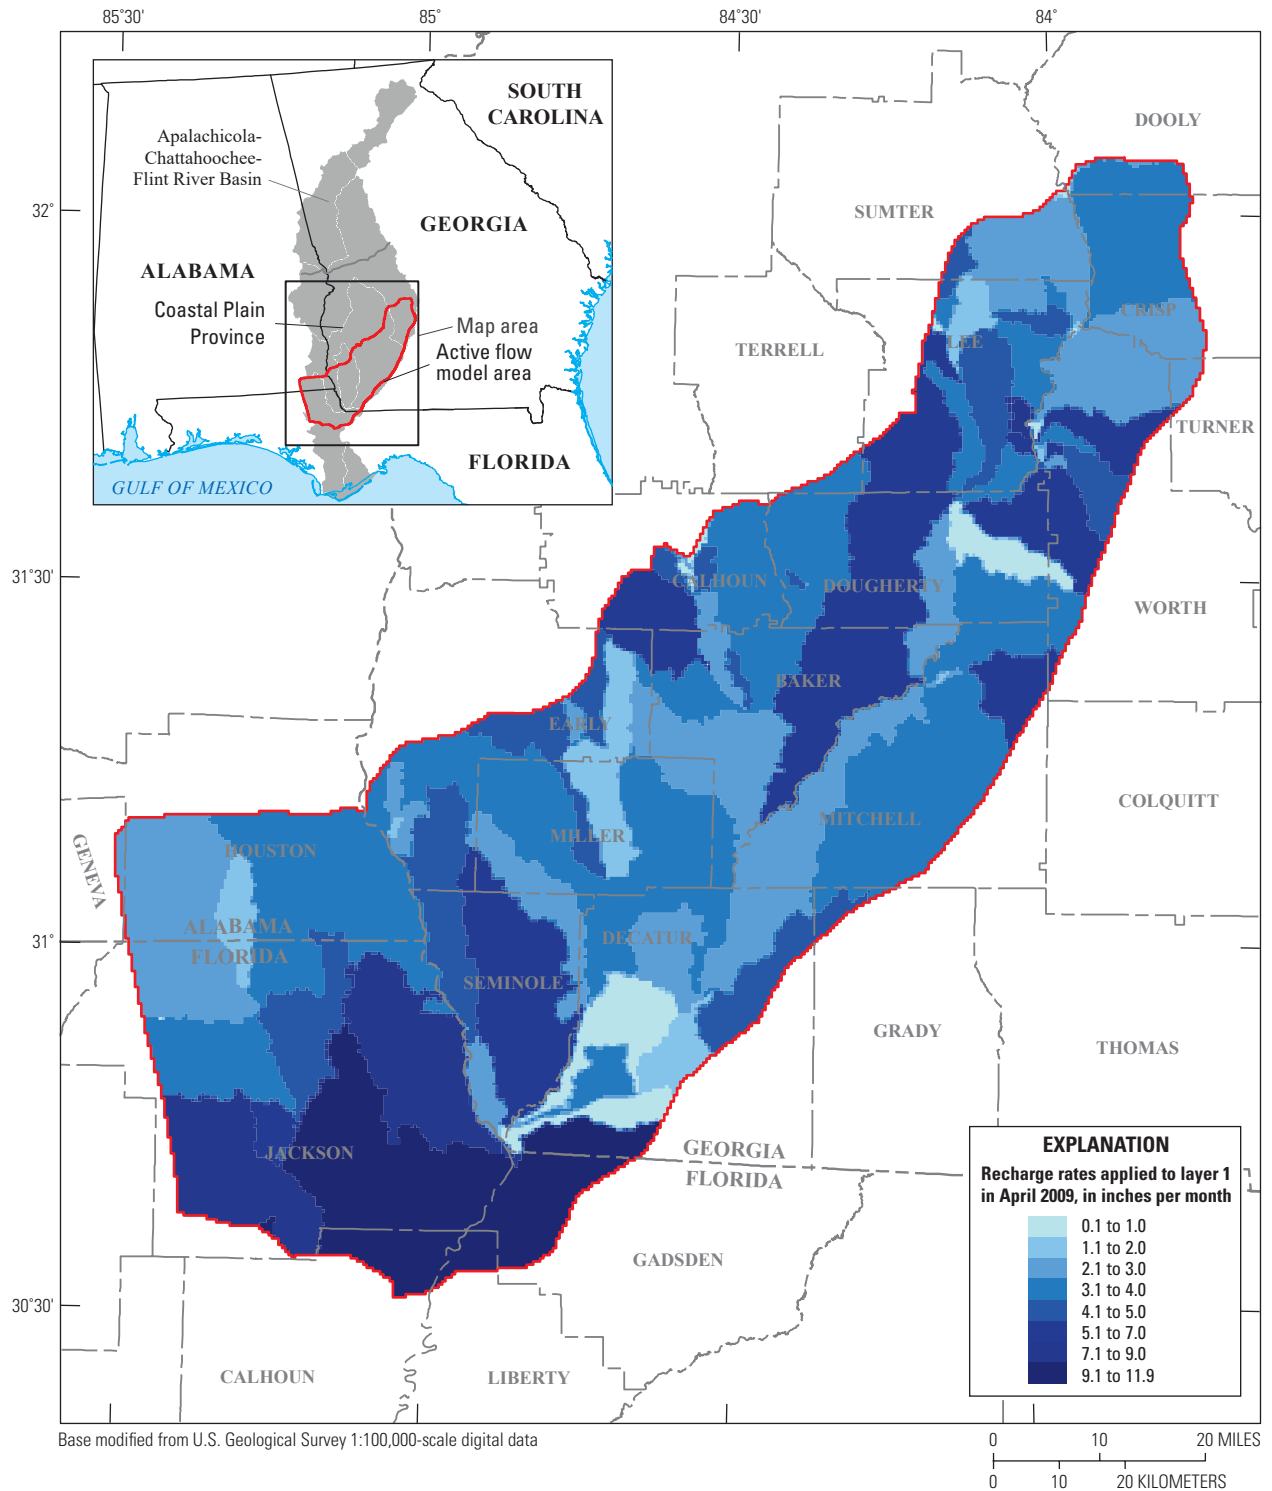 85°30'
85°
84°30'
84°
32°
31°30'
31°
30°30'
SOUTH
CAROLINA
Apalachicola-
Chattahoochee-
Flint River Basin
GEORGIA
ALABAMA
Coastal Plain
Province
Map area
Active flow
model area
FLORIDA
GULF OF MEXICO
DOOLY
SUMTER
CRISP
LEE
TERRELL
TURNER
CALHOUN
DOUGHERTY
WORTH
BAKER
EARLY
COLQUITT
MITCHELL
MILLER
HOUSTON
GENEVA
ALABAMA
FLORIDA
DECATUR
SEMINOLE
GRADY
THOMAS
JACKSON
GEORGIA
FLORIDA
GADSDEN
CALHOUN
LIBERTY
EXPLANATION
Recharge rates applied to layer 1
in April 2009, in inches per month
0.1 to 1.0
1.1 to 2.0
2.1 to 3.0
3.1 to 4.0
4.1 to 5.0
5.1 to 7.0
7.1 to 9.0
9.1 to 11.9
Base modified from U.S. Geological Survey 1:100,000-scale digital data
0 10 20 MILES
0 10 20 KILOMETERS